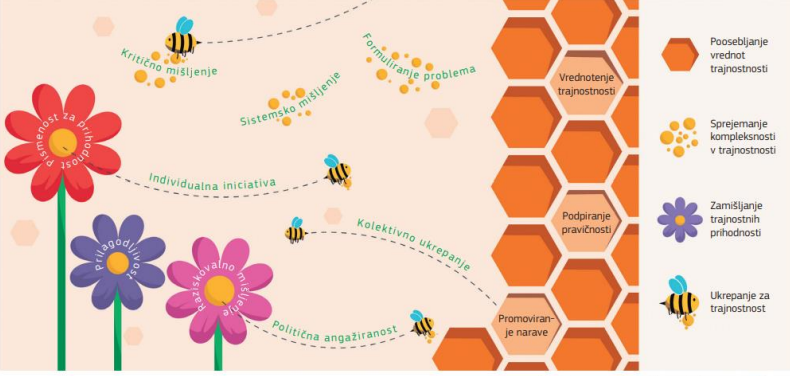 Kritično mišljenje
Formuliranje problema
Sistemsko mišljenje
Vrednotenje
trajnostnosti
Pismenost za prihodnost
Individualna iniciativa
Podpiranje
pravičnosti
Kolektivno ukrepanje
Prilagodljivost
Raziskovalno mišljenje
Politična angažiranost
Promoviran-
je narave
Poosebljanje
vrednot
trajnostnosti
Sprejemanje
kompleksnosti
v trajnostnosti
Zamišljanje
trajnostnih
prihodnosti
Ukrepanje za
trajnostnost